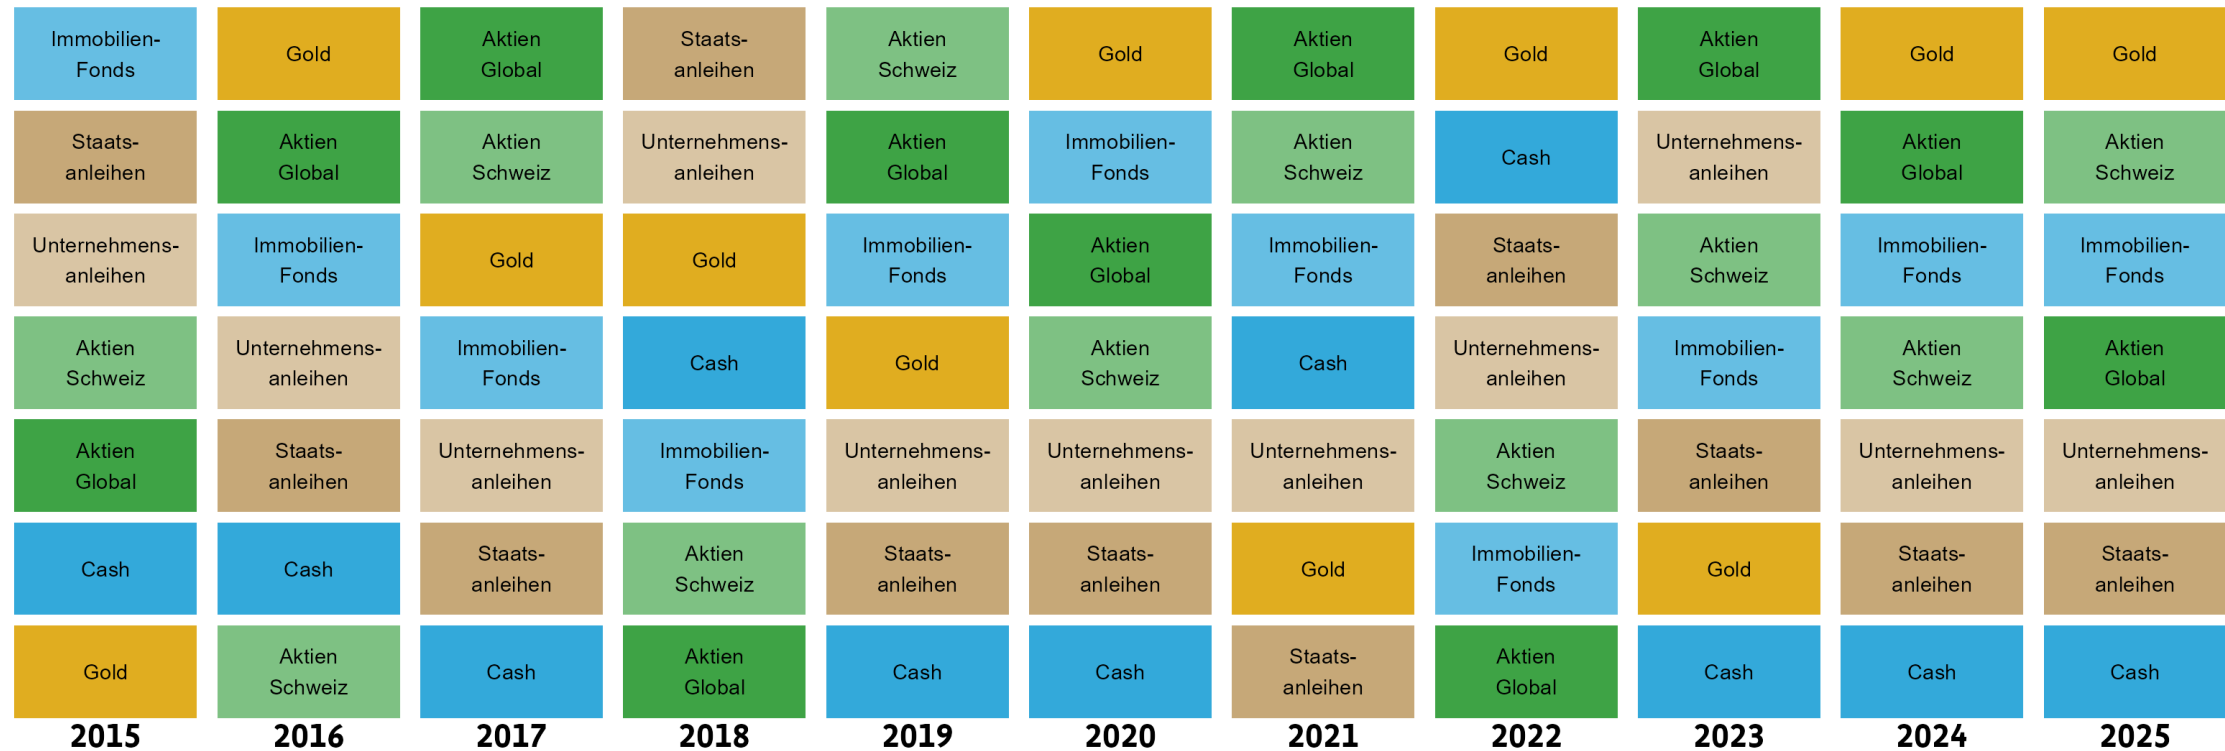 Immobilien-
Fonds
Gold
Aktien
Global
Staats-
anleihen
Aktien
Schweiz
Gold
Aktien
Global
Gold
Aktien
Global
Gold
Gold
Staats-
anleihen
Aktien
Global
Aktien
Schweiz
Unternehmens-
anleihen
Aktien
Global
Immobilien-
Fonds
Aktien
Schweiz
Cash
Unternehmens-
anleihen
Aktien
Global
Aktien
Schweiz
Unternehmens-
anleihen
Immobilien-
Fonds
Gold
Gold
Immobilien-
Fonds
Aktien
Global
Immobilien-
Fonds
Staats-
anleihen
Aktien
Schweiz
Immobilien-
Fonds
Immobilien-
Fonds
Aktien
Schweiz
Unternehmens-
anleihen
Immobilien-
Fonds
Cash
Gold
Aktien
Schweiz
Cash
Unternehmens-
anleihen
Immobilien-
Fonds
Aktien
Schweiz
Aktien
Global
Aktien
Global
Staats-
anleihen
Unternehmens-
anleihen
Immobilien-
Fonds
Unternehmens-
anleihen
Unternehmens-
anleihen
Unternehmens-
anleihen
Aktien
Schweiz
Staats-
anleihen
Unternehmens-
anleihen
Unternehmens-
anleihen
Cash
Cash
Staats-
anleihen
Aktien
Schweiz
Staats-
anleihen
Staats-
anleihen
Gold
Immobilien-
Fonds
Gold
Staats-
anleihen
Staats-
anleihen
Gold
Aktien
Schweiz
Cash
Aktien
Global
Cash
Cash
Staats-
anleihen
Aktien
Global
Cash
Cash
Cash
2015
2016
2017
2018
2019
2020
2021
2022
2023
2024
2025